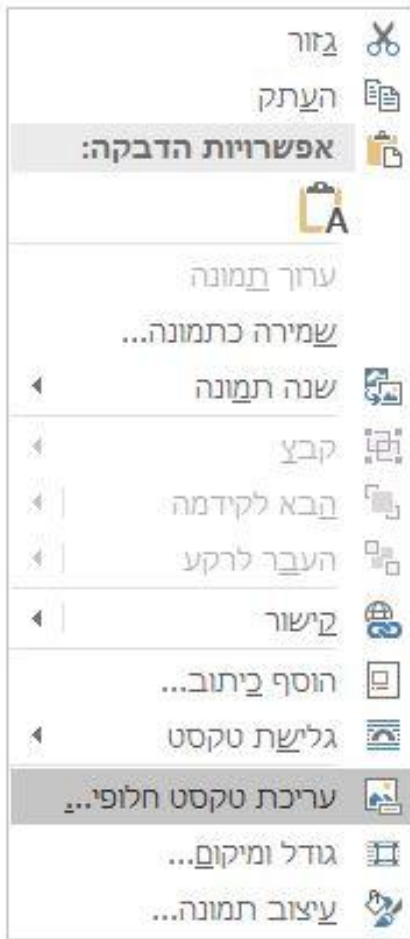 גזור
העתק
אפשרויות הדבקה:
A
ערוך תמונה
שמירה כתמונה...
שנה תמונה
קבץ
הבא לקידמה
העבר לרקע
קישור
הוסף כיתוב...
גלישת טקסט
עריכת טקסט חלופי...
גודל ומיקום...
עיצוב תמונה...